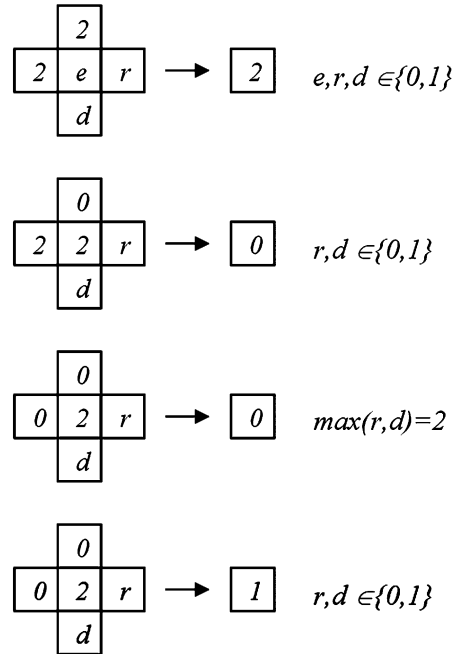 2
2 e r → 2 e,r,d ∈{0,1}
d
0
2 2 r → 0 r,d ∈{0,1}
d
0
0 2 r → 0 max(r,d)=2
d
0
0 2 r → 1 r,d ∈{0,1}
d